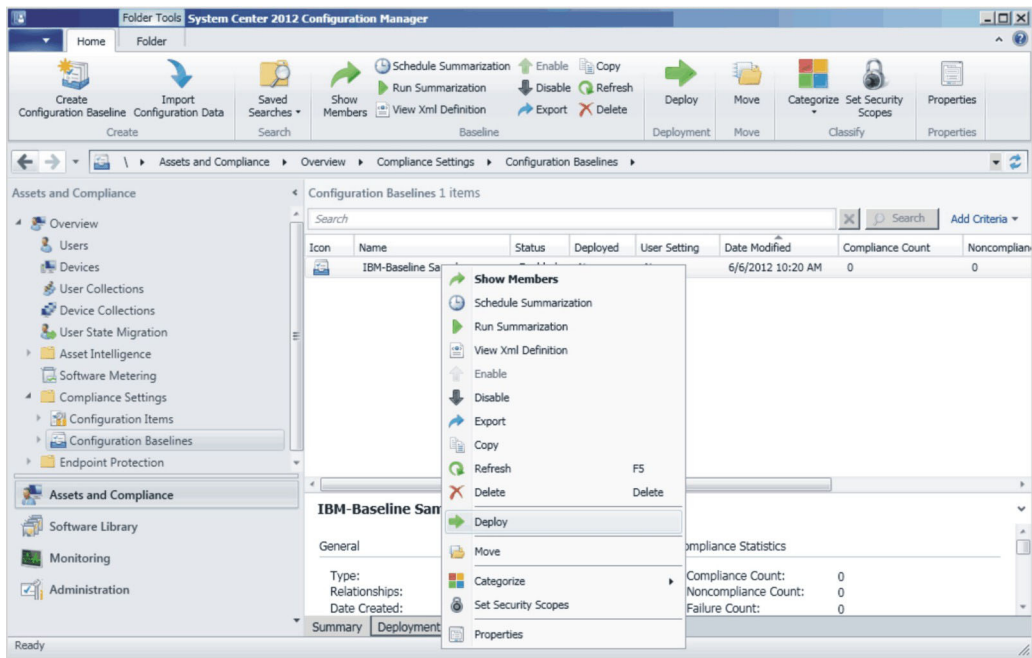 Folder Tools System Center 2012 Configuration Manager
Home Folder
Create Configuration Baseline
Import Configuration Data
Create
Saved Searches
Search
Show Members
Schedule Summarization
Run Summarization
View Xml Definition
Enable
Disable
Export
Copy
Refresh
Delete
Baseline
Deploy
Deployment
Move
Move
Categorize
Set Security Scopes
Classify
Properties
Properties
\ Assets and Compliance Overview Compliance Settings Configuration Baselines
Assets and Compliance
Overview
Users
Devices
User Collections
Device Collections
User State Migration
Asset Intelligence
Software Metering
Compliance Settings
Configuration Items
Configuration Baselines
Endpoint Protection
Assets and Compliance
Software Library
Monitoring
Administration
Configuration Baselines 1 items
Search
Search
Add Criteria
Icon Name Status Deployed User Setting Date Modified Compliance Count Noncomplian
IBM-Baseline Sa 6/6/2012 10:20 AM 0 0
Show Members
Schedule Summarization
Run Summarization
View Xml Definition
Enable
Disable
Export
Copy
Refresh F5
Delete Delete
Deploy
Move
Categorize
Set Security Scopes
Properties
IBM-Baseline Sam
General
Type:
Relationships:
Date Created:
ompliance Statistics
Compliance Count: 0
Noncompliance Count: 0
Failure Count: 0
Summary Deployment
Ready